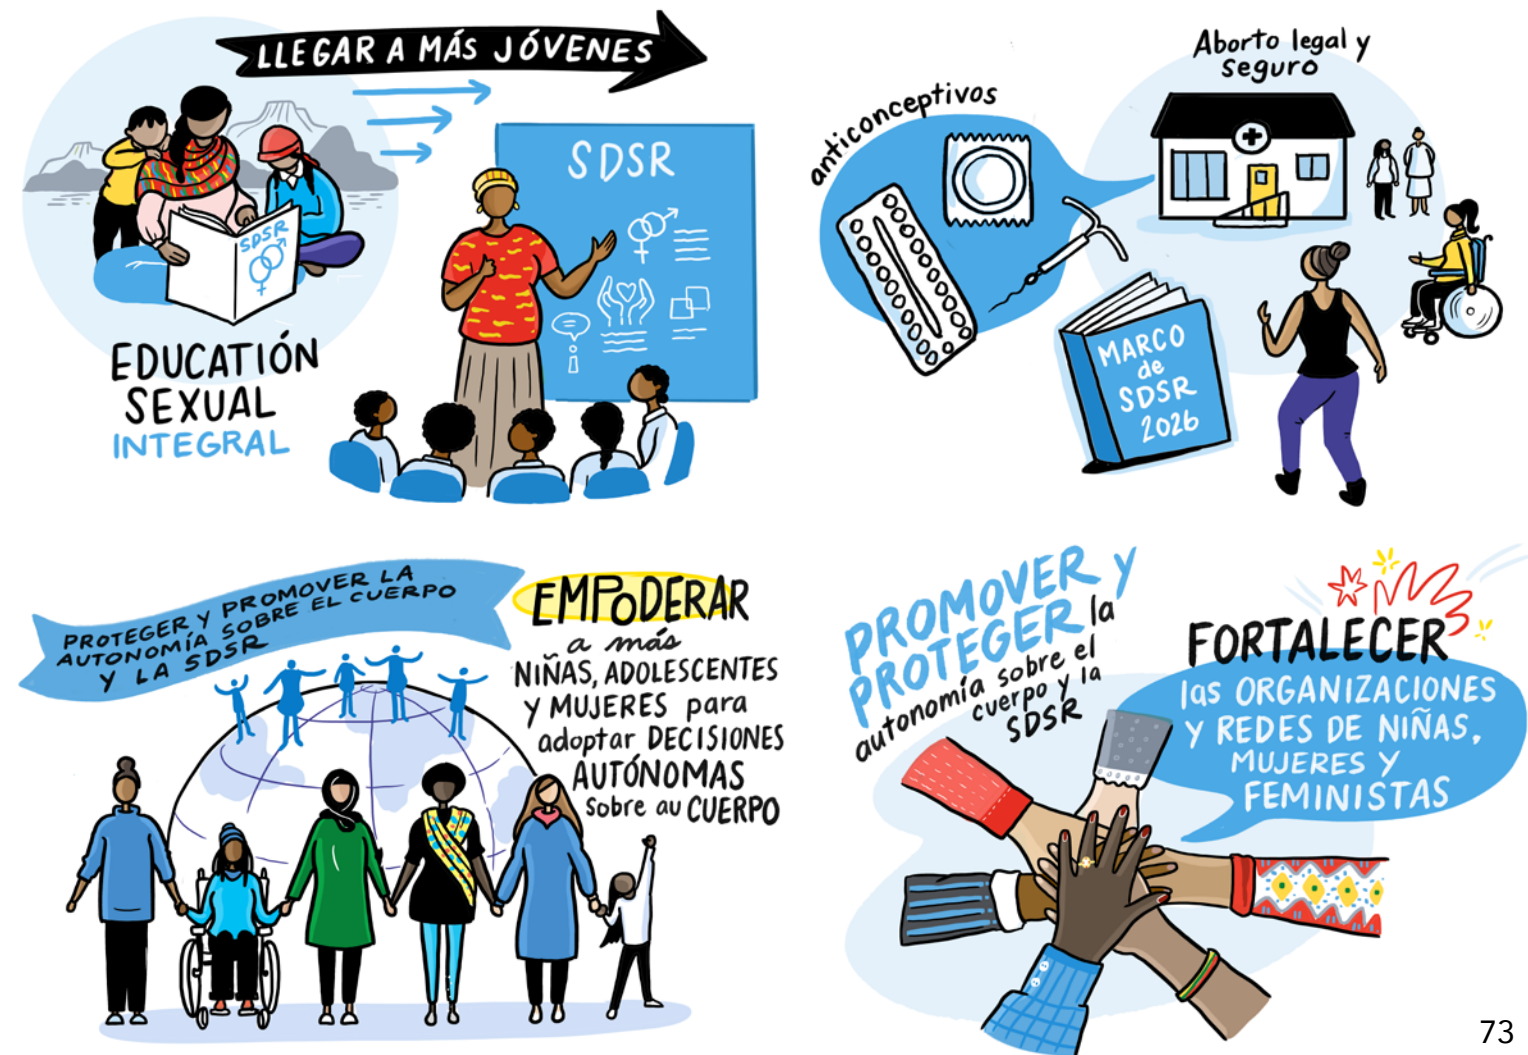 LLEGAR A MÁS JÓVENES
SDSR
SDSR
EDUCATIÓN
SEXUAL
INTEGRAL
anticonceptivos
Aborto legal y
seguro
MARCO
de
SDSR
2026
PROTEGER Y PROMOVER LA
AUTONOMÍA SOBRE EL CUERPO
Y LA SDSR
EMPODERAR
a más
NIÑAS, ADOLESCENTES
Y MUJERES para
adoptar DECISIONES
AUTÓNOMAS
sobre au CUERPO
PROMOVER Y
PROTEGER la
autonomía sobre el
cuerpo y la
SDSR
FORTALECER
las ORGANIZACIONES
Y REDES DE NIÑAS,
MUJERES Y
FEMINISTAS
73